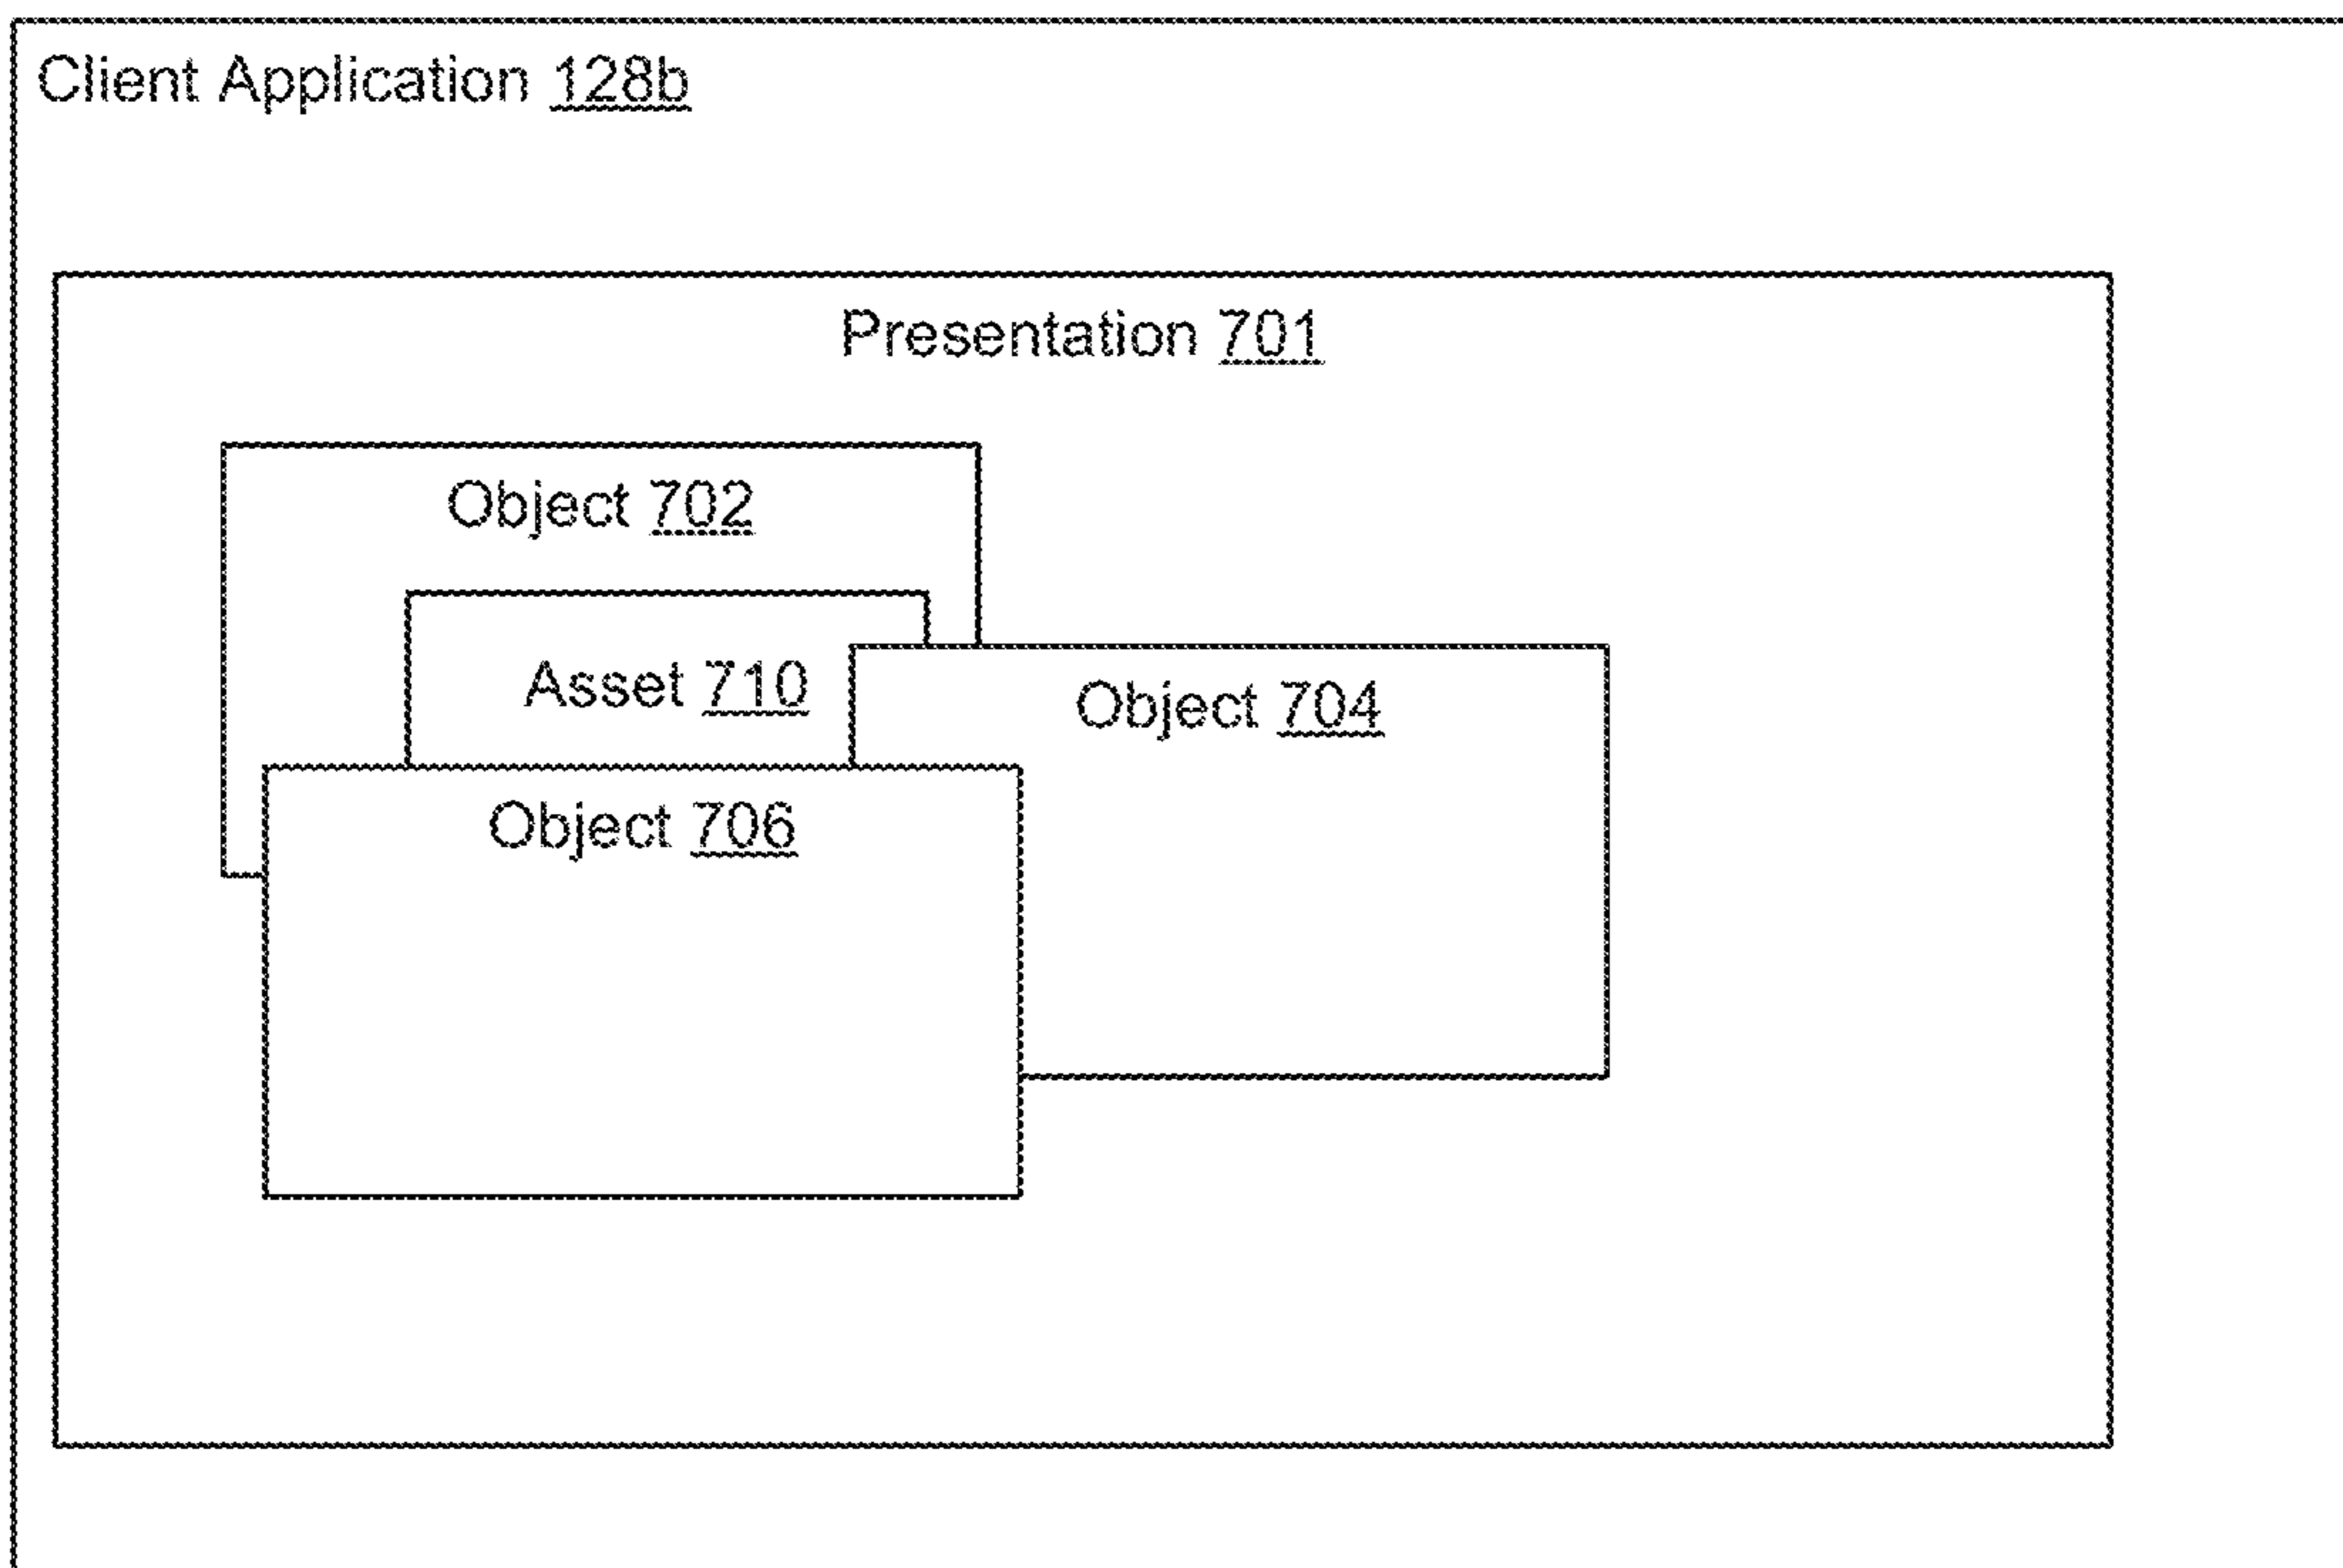 Client Application 128b
Presentation 701
Object 702
Asset 710
Object 704
Object 706